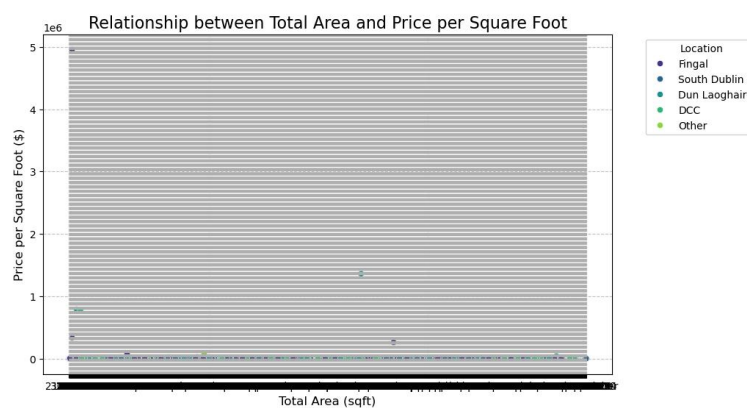 Relationship between Total Area and Price per Square Foot
1e6
5
4
3
2
1
0
Price per Square Foot ($)
Total Area (sqft)
Location
Fingal
South Dublin
Dun Laoghair
DCC
Other